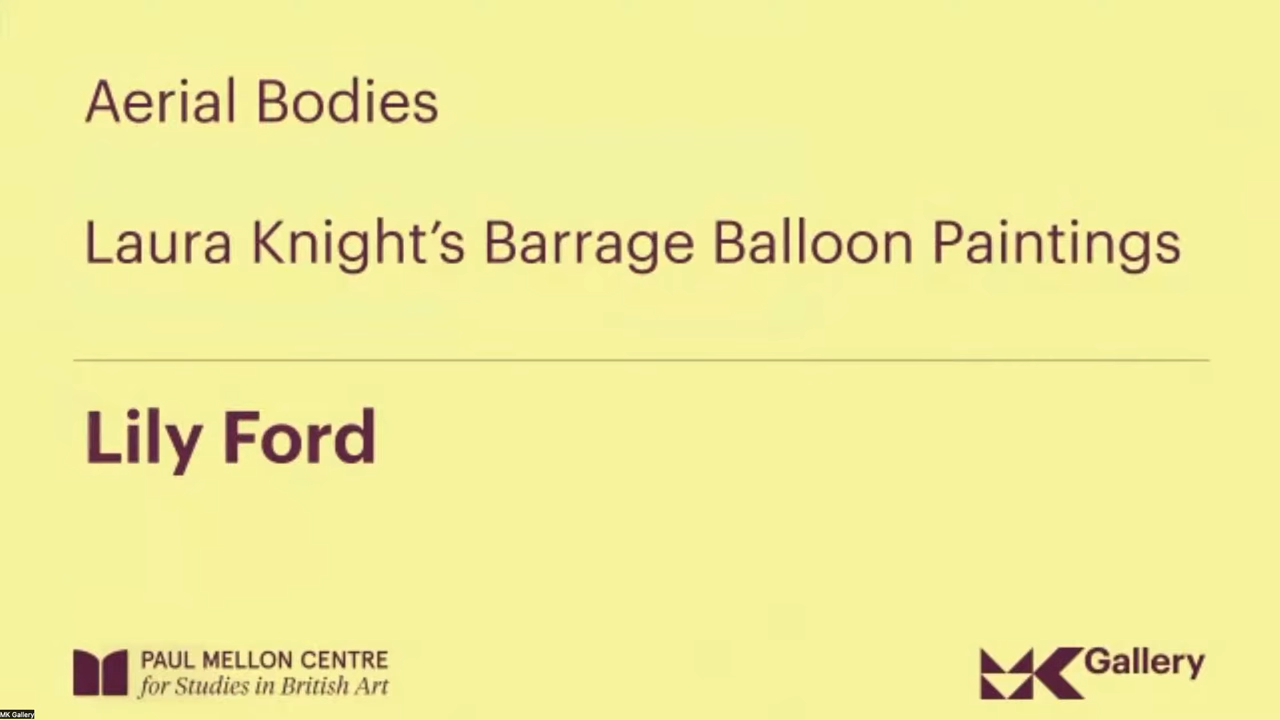 Aerial Bodies
Laura Knight’s Barrage Balloon Paintings
Lily Ford
PAUL MELLON CENTRE
for Studies in British Art
MK Gallery
MK Gallery